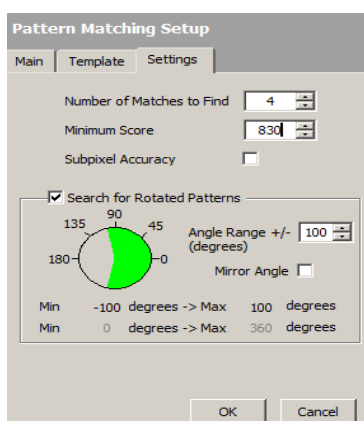 Pattern Matching Setup
Main Template Settings
Number of Matches to Find 4
Minimum Score 830
Subpixel Accuracy
Search for Rotated Patterns
90
135 45
180 0
Angle Range +/- 100
(degrees)
Mirror Angle
Min -100 degrees -> Max 100 degrees
Min 0 degrees -> Max 360 degrees
OK Cancel